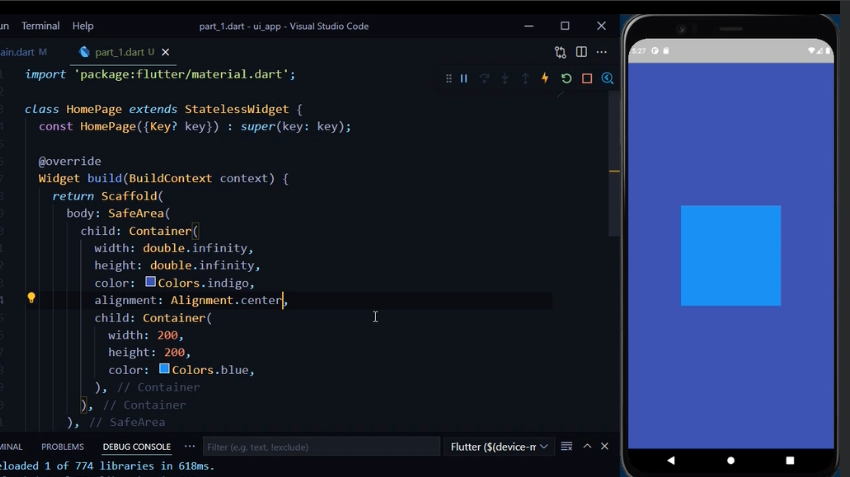 un Terminal Help part_1.dart - ui_app - Visual Studio Code
ain.dart M part_1.dart U
import 'package:flutter/material.dart';
class HomePage extends StatelessWidget {
const HomePage({Key? key}) : super(key: key);
@override
Widget build(BuildContext context) {
return Scaffold(
body: SafeArea(
child: Container(
width: double.infinity,
height: double.infinity,
color: Colors.indigo,
alignment: Alignment.center,
child: Container(
width: 200,
height: 200,
color: Colors.blue,
), // Container
), // Container
), // SafeArea
MINAL PROBLEMS DEBUG CONSOLE ... Filter (e.g. text, !exclude) Flutter ($(device-m
eloaded 1 of 774 libraries in 618ms.
:27